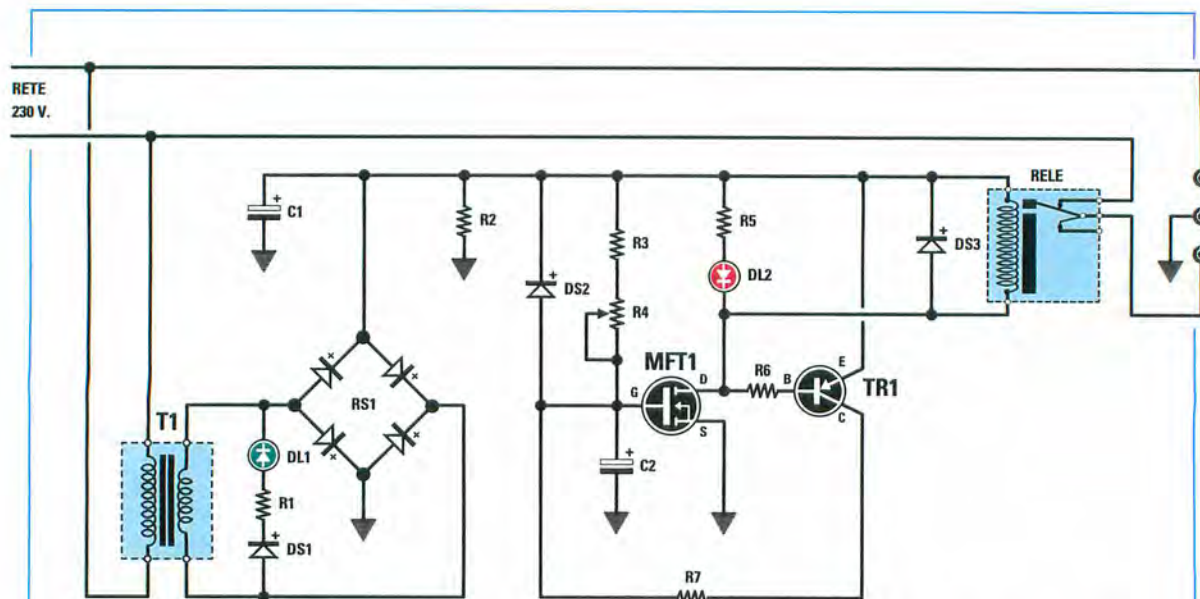 RETE
230 V.
C1
R2
R3
R5
RELE
DS3
DS2
R4
DL2
MFT1
G
D
S
R6
B
E
C
TR1
RS1
T1
DL1
R1
DS1
C2
R7